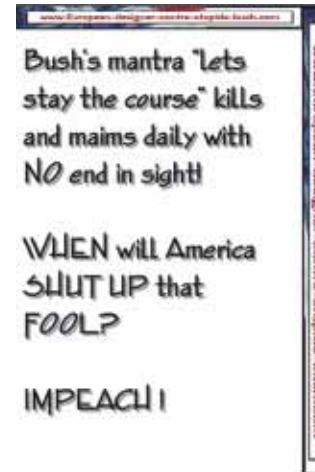 Bush's mantra "lets
stay the course" kills
and maims daily with
NO end in sight!
WHEN will America
SHUT UP that
FOOL?
IMPEACH !